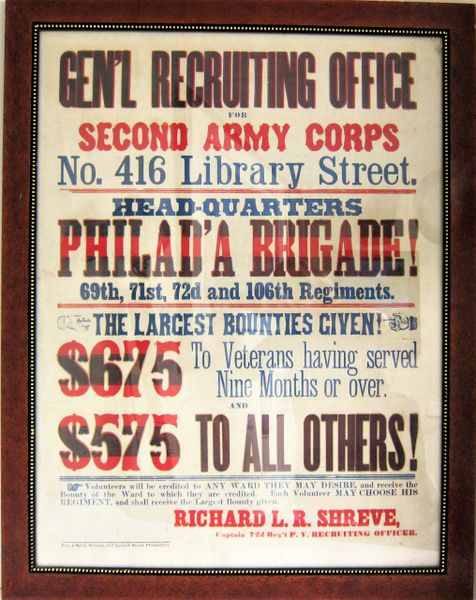 GEN'L RECRUITING OFFICE
FOR
SECOND ARMY CORPS
No. 416 Library Street.
HEAD-QUARTERS
PHILAD'A BRIGADE!
69th, 71st, 72d and 106th Regiments.
THE LARGEST BOUNTIES GIVEN!
$675 To Veterans having served
Nine Months or over.
AND
$575 TO ALL OTHERS!
Volunteers will be credited to ANY WARD THEY MAY DESIRE, and receive the
Bounty of the Ward to which they are credited. Each Volunteer MAY CHOOSE HIS
REGIMENT, and shall receive the Largest Bounty given.
RICHARD L. R. SHREVE,
Captain 72d Reg't P. V. RECRUITING OFFICER.